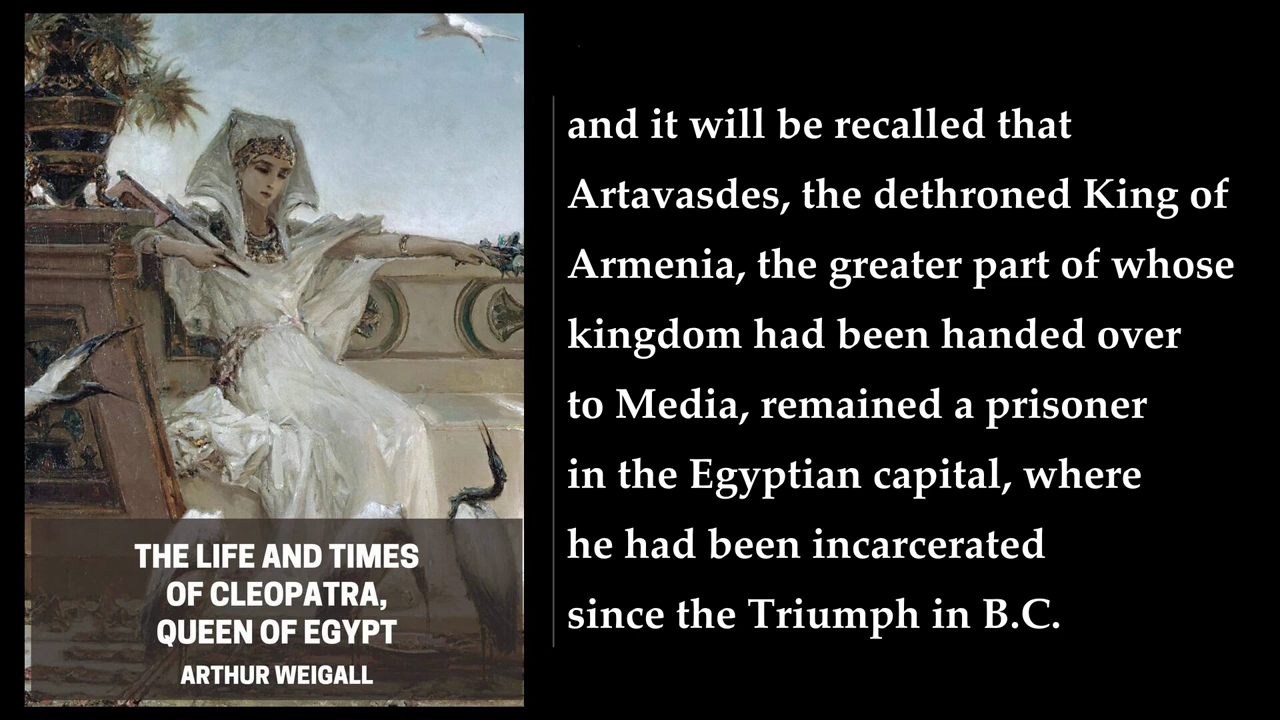 THE LIFE AND TIMES
OF CLEOPATRA,
QUEEN OF EGYPT
ARTHUR WEIGALL
and it will be recalled that
Artavasdes, the dethroned King of
Armenia, the greater part of whose
kingdom had been handed over
to Media, remained a prisoner
in the Egyptian capital, where
he had been incarcerated
since the Triumph in B.C.